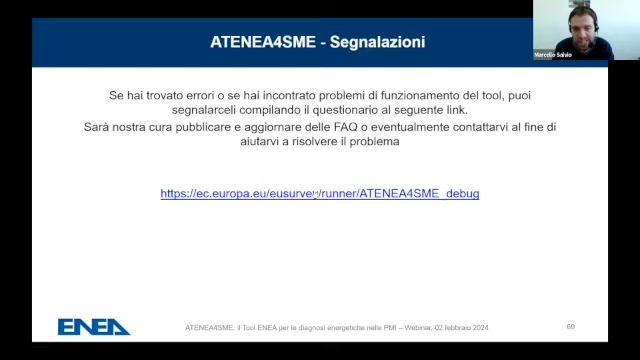 ATENEA4SME - Segnalazioni
Marcello Salvio
Se hai trovato errori o se hai incontrato problemi di funzionamento del tool, puoi
segnalarceli compilando il questionario al seguente link.
Sarà nostra cura pubblicare e aggiornare delle FAQ o eventualmente contattarvi al fine di
aiutarvi a risolvere il problema
https://ec.europa.eu/eusurvey/runner/ATENEA4SME_debug
ENEA
ATENEA4SME: il Tool ENEA per le diagnosi energetiche nelle PMI – Webinar, 02 febbraio 2024
69